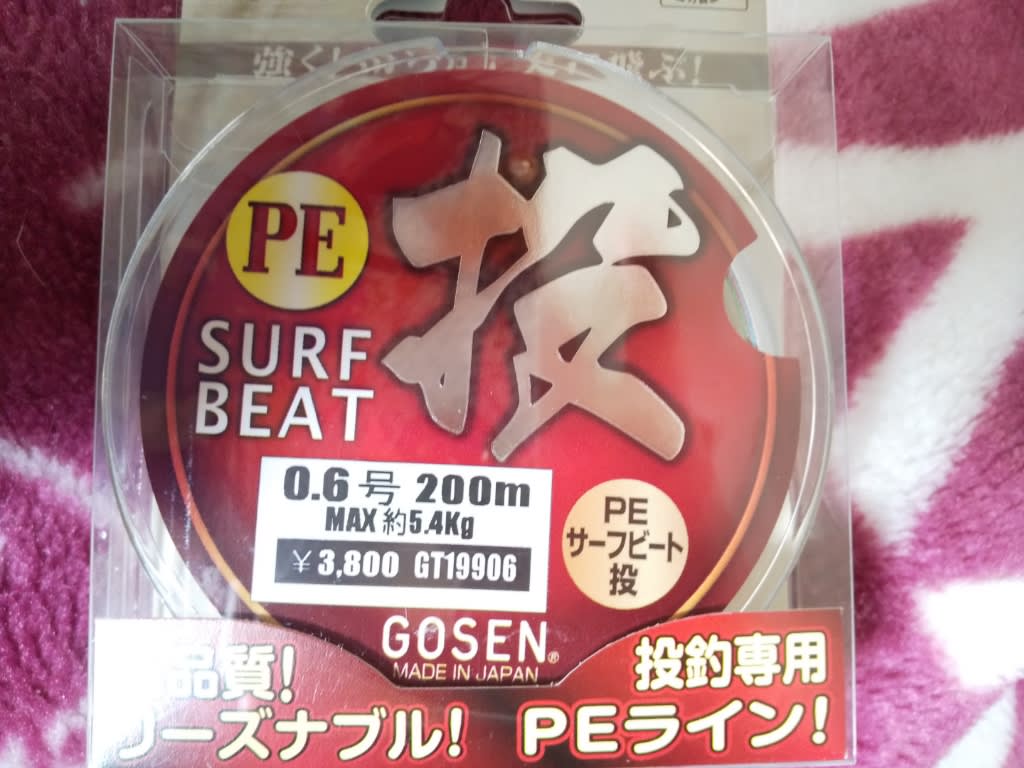 PE
投
SURF
BEAT
0.6号 200m
MAX 約5.4Kg
¥3,800 GT19906
PE
サーフビート
投
GOSEN®
MADE IN JAPAN
品質!
リーズナブル!
投釣専用
PEライン!